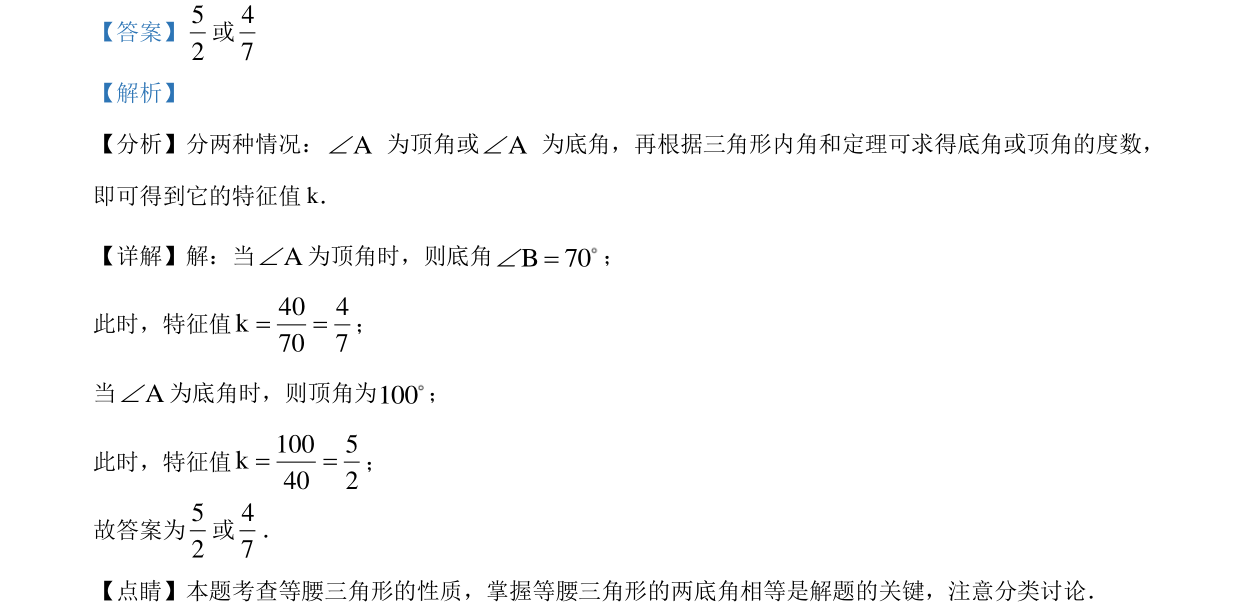 【答案】5/2或4/7
【解析】
【分析】分两种情况：∠A 为顶角或∠A 为底角，再根据三角形内角和定理可求得底角或顶角的度数，
即可得到它的特征值 k．
【详解】解：当∠A为顶角时，则底角∠B＝70°；
此时，特征值k＝40/70＝4/7；
当∠A为底角时，则顶角为100°；
此时，特征值k＝100/40＝5/2；
故答案为5/2或4/7．
【点睛】本题考查等腰三角形的性质，掌握等腰三角形的两底角相等是解题的关键，注意分类讨论．